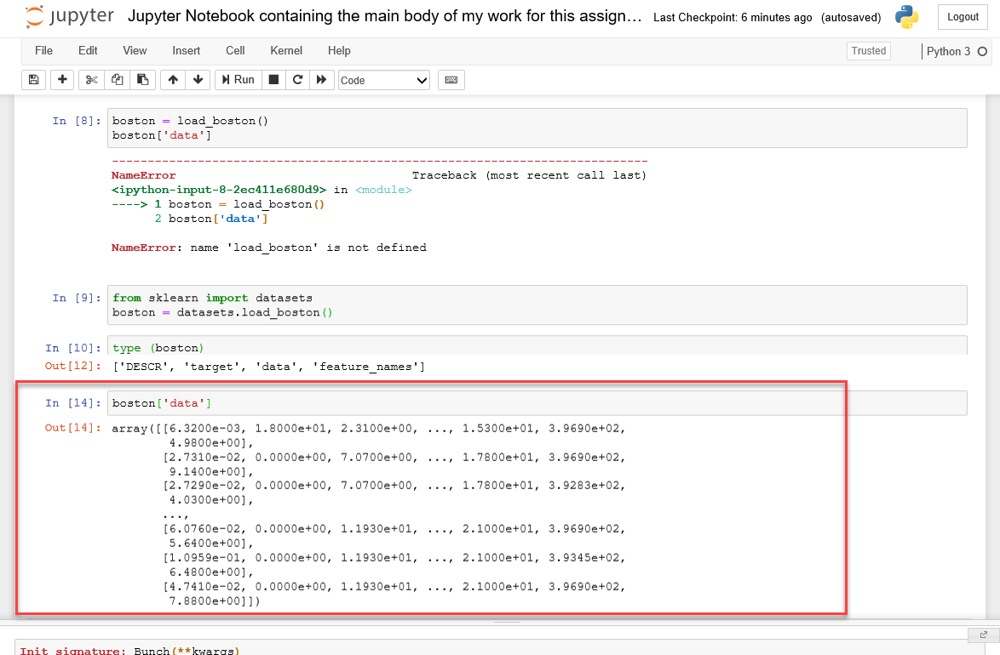 jupyter Jupyter Notebook containing the main body of my work for this assign… Last Checkpoint: 6 minutes ago (autosaved) Logout
File Edit View Insert Cell Kernel Help Trusted Python 3
Run Code
In [8]: boston = load_boston()
boston['data']
---------------------------------------------------------------------------
NameError Traceback (most recent call last)
<ipython-input-8-2ec411e680d9> in <module>
----> 1 boston = load_boston()
2 boston['data']
NameError: name 'load_boston' is not defined
In [9]: from sklearn import datasets
boston = datasets.load_boston()
In [10]: type (boston)
Out[12]: ['DESCR', 'target', 'data', 'feature_names']
In [14]: boston['data']
Out[14]: array([[6.3200e-03, 1.8000e+01, 2.3100e+00, ..., 1.5300e+01, 3.9690e+02,
4.9800e+00],
[2.7310e-02, 0.0000e+00, 7.0700e+00, ..., 1.7800e+01, 3.9690e+02,
9.1400e+00],
[2.7290e-02, 0.0000e+00, 7.0700e+00, ..., 1.7800e+01, 3.9283e+02,
4.0300e+00],
...,
[6.0760e-02, 0.0000e+00, 1.1930e+01, ..., 2.1000e+01, 3.9690e+02,
5.6400e+00],
[1.0959e-01, 0.0000e+00, 1.1930e+01, ..., 2.1000e+01, 3.9345e+02,
6.4800e+00],
[4.7410e-02, 0.0000e+00, 1.1930e+01, ..., 2.1000e+01, 3.9690e+02,
7.8800e+00]])
Init signature: Bunch(**kwargs)